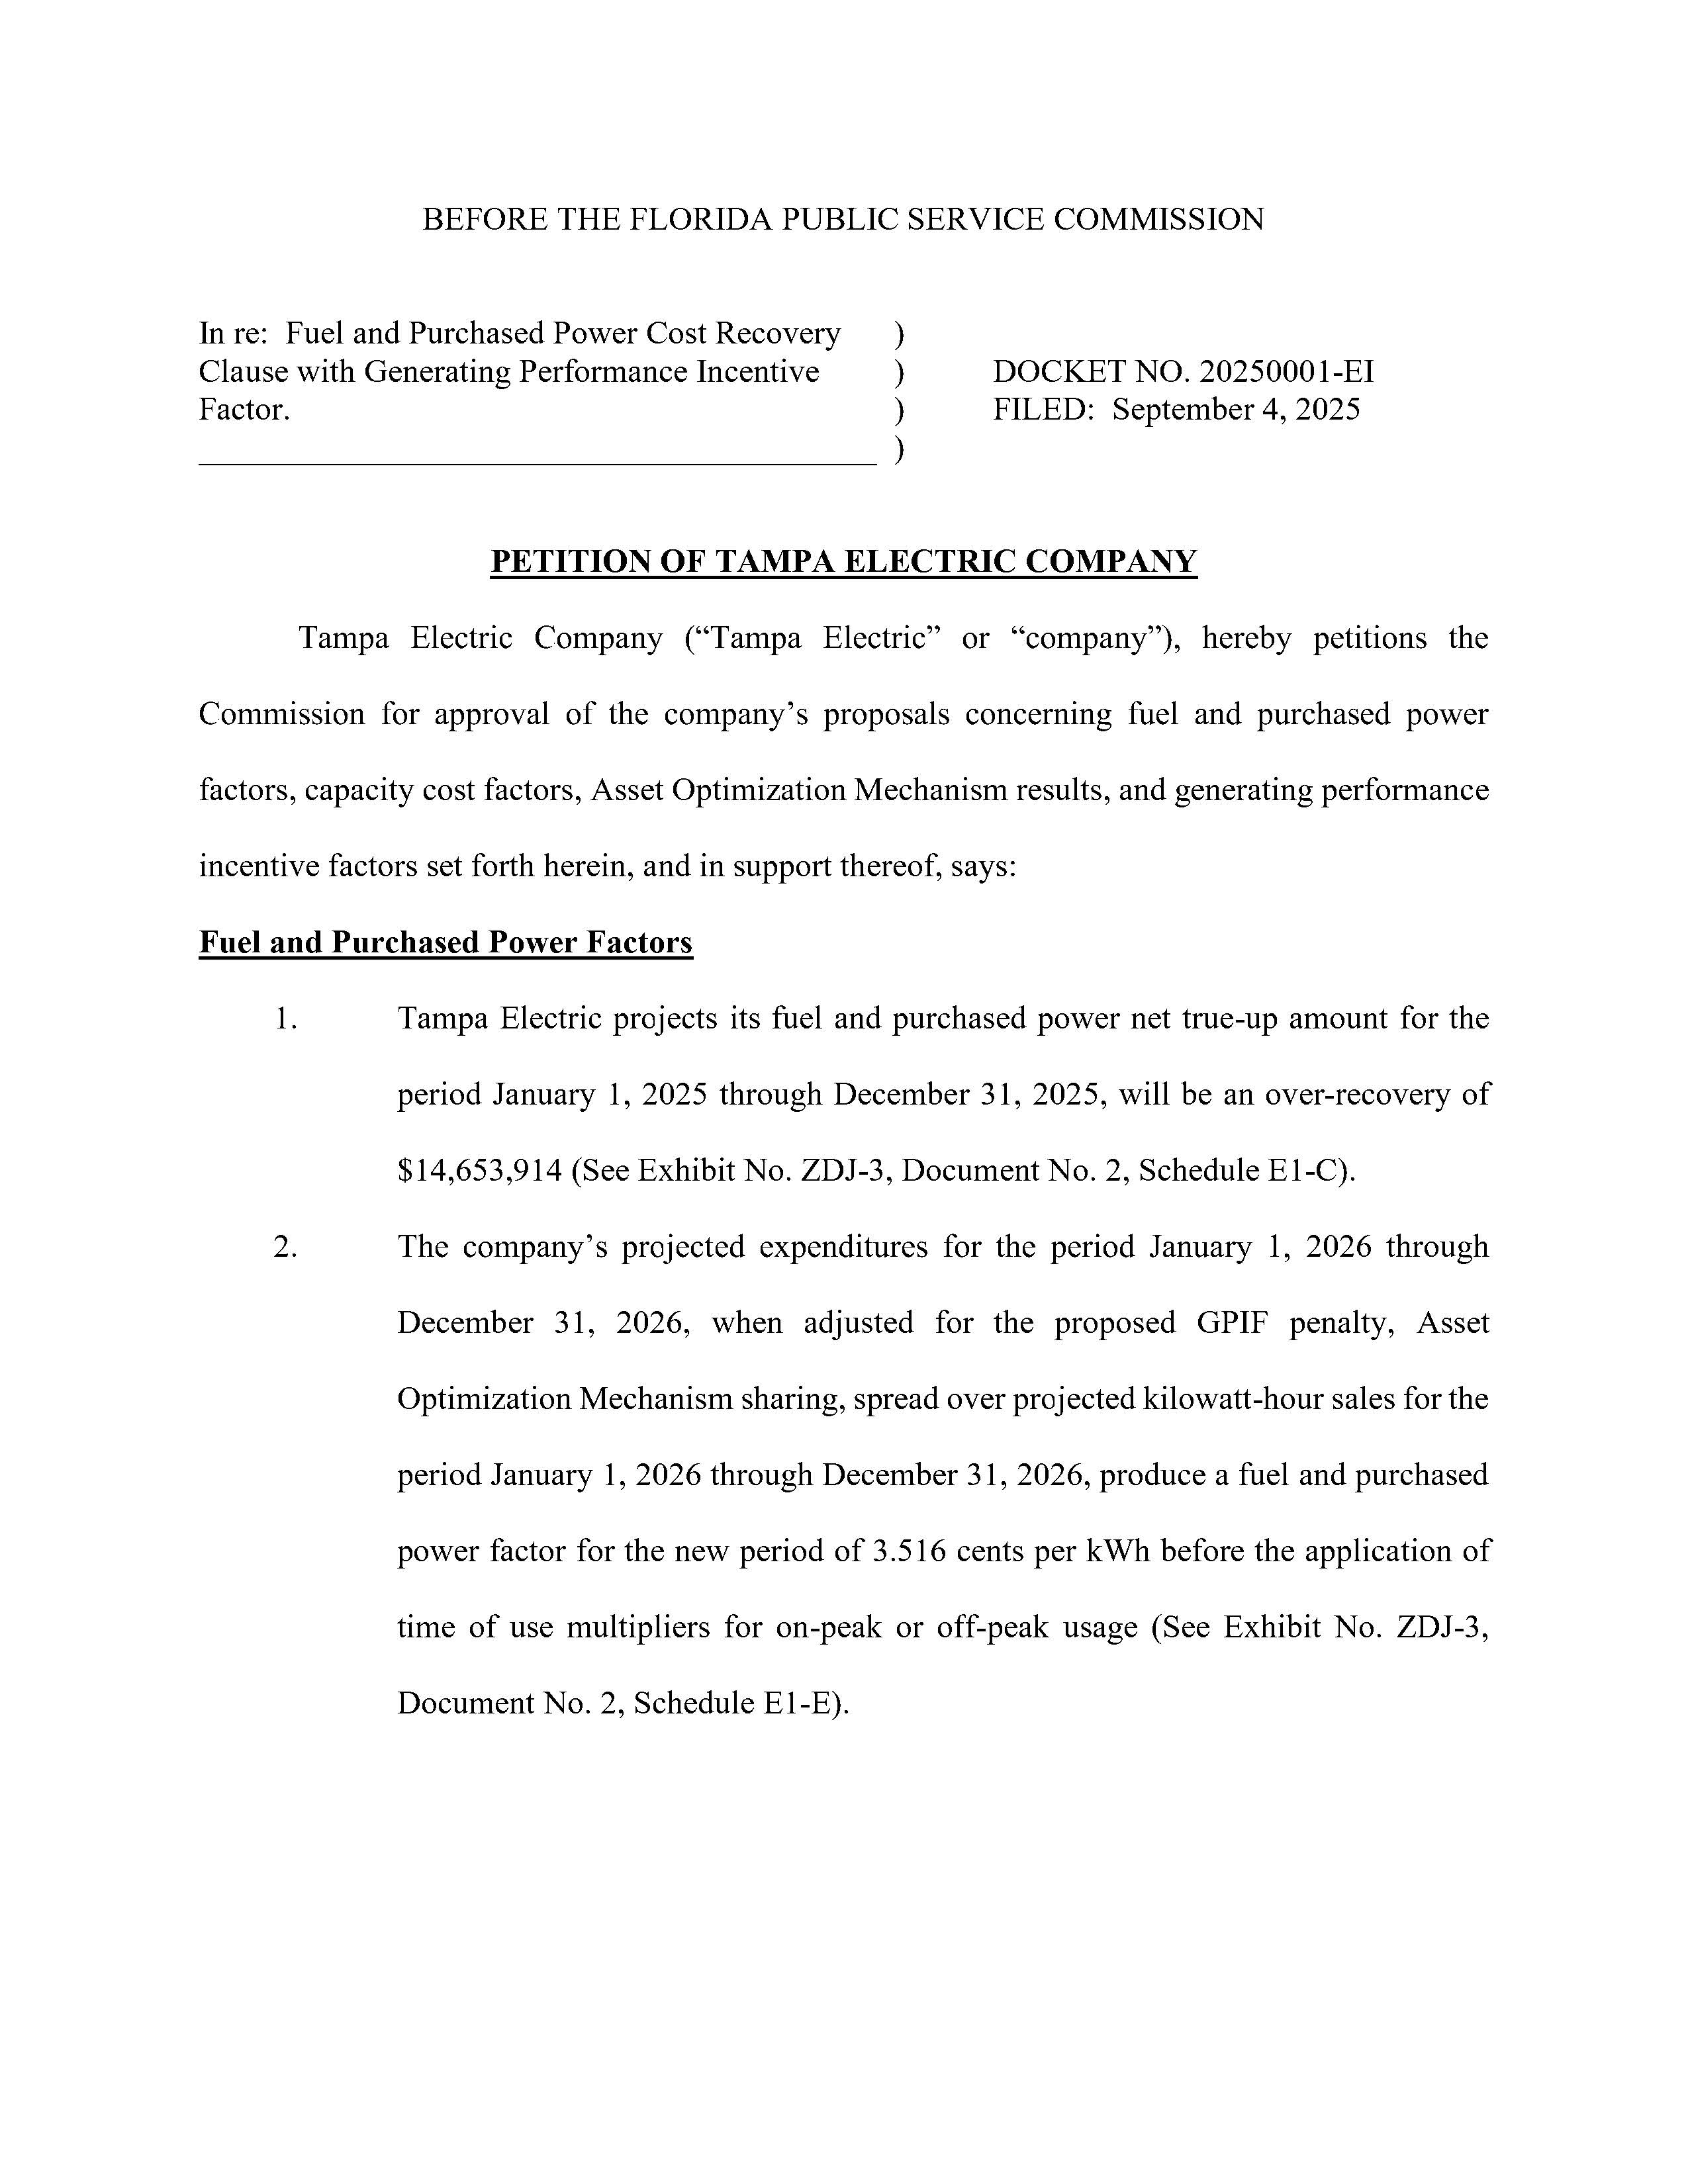 BEFORE THE FLORIDA PUBLIC SERVICE COMMISSION
In re:  Fuel and Purchased Power Cost Recovery )
Clause with Generating Performance Incentive ) DOCKET NO. 20250001-EI
Factor. ) FILED:  September 4, 2025
)
PETITION OF TAMPA ELECTRIC COMPANY
Tampa Electric Company (“Tampa Electric” or “company”), hereby petitions the
Commission for approval of the company’s proposals concerning fuel and purchased power
factors, capacity cost factors, Asset Optimization Mechanism results, and generating performance
incentive factors set forth herein, and in support thereof, says:
Fuel and Purchased Power Factors
1. Tampa Electric projects its fuel and purchased power net true-up amount for the
period January 1, 2025 through December 31, 2025, will be an over-recovery of
$14,653,914 (See Exhibit No. ZDJ-3, Document No. 2, Schedule E1-C).
2. The company’s projected expenditures for the period January 1, 2026 through
December 31, 2026, when adjusted for the proposed GPIF penalty, Asset
Optimization Mechanism sharing, spread over projected kilowatt-hour sales for the
period January 1, 2026 through December 31, 2026, produce a fuel and purchased
power factor for the new period of 3.516 cents per kWh before the application of
time of use multipliers for on-peak or off-peak usage (See Exhibit No. ZDJ-3,
Document No. 2, Schedule E1-E).